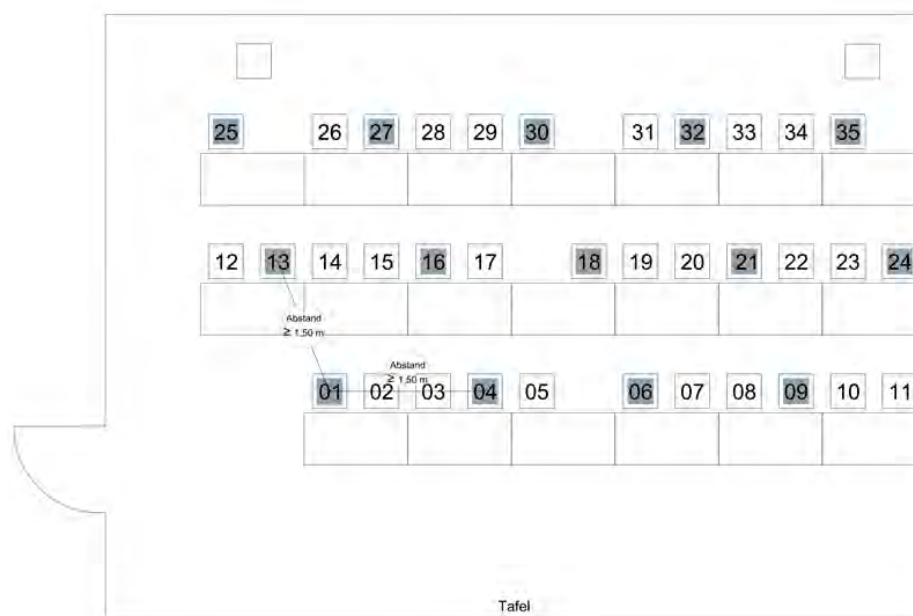 25 26 27 28 29 30 31 32 33 34 35
12 13 14 15 16 17 18 19 20 21 22 23 24
Abstand
≥ 1,50 m
Abstand
≥ 1,50 m
01 02 03 04 05 06 07 08 09 10 11
Tafel